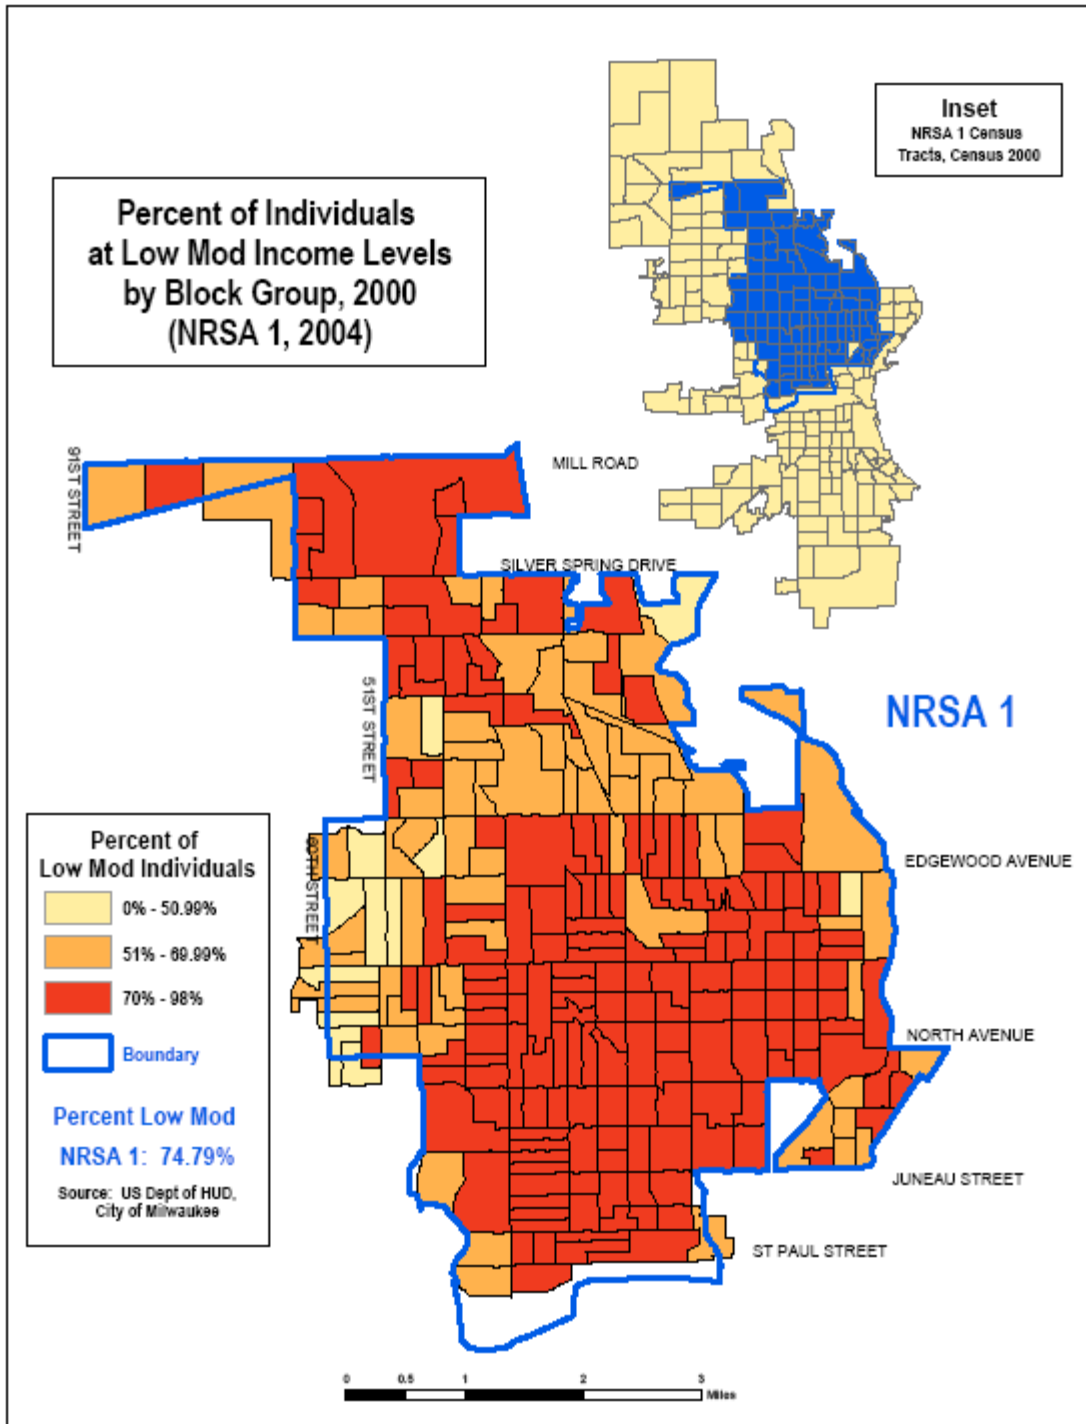 Inset
NRSA 1 Census
Tracts, Census 2000
Percent of Individuals
at Low Mod Income Levels
by Block Group, 2000
(NRSA 1, 2004)
91ST STREET
MILL ROAD
SILVER SPRING DRIVE
51ST STREET
NRSA 1
Percent of
Low Mod Individuals
0% - 50.99%
51% - 69.99%
70% - 98%
Boundary
Percent Low Mod
NRSA 1: 74.79%
Source: US Dept of HUD,
City of Milwaukee
60TH STREET
EDGEWOOD AVENUE
NORTH AVENUE
JUNEAU STREET
ST PAUL STREET
0 0.5 1 2 3
Miles